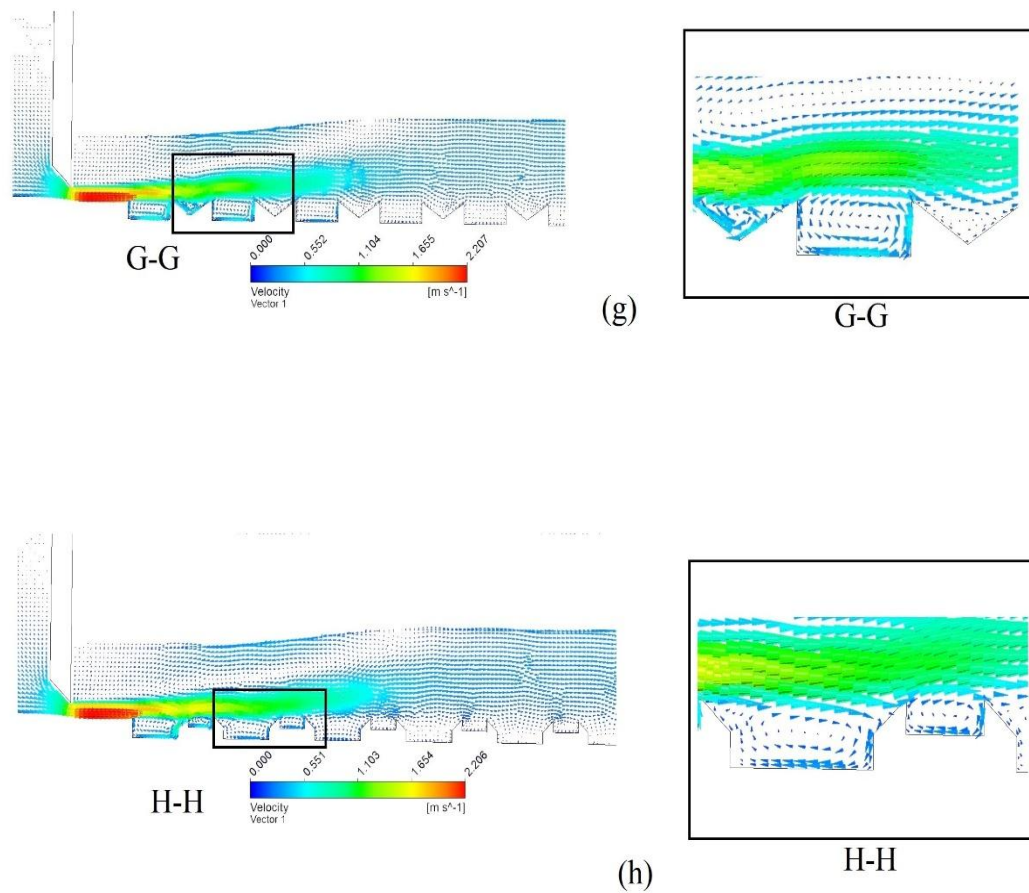 G-G
0.000
0.552
1.104
1.655
2.207
Velocity
Vector 1
[m s^-1]
(g)
G-G
H-H
0.000
0.551
1.103
1.654
2.206
Velocity
Vector 1
[m s^-1]
(h)
H-H